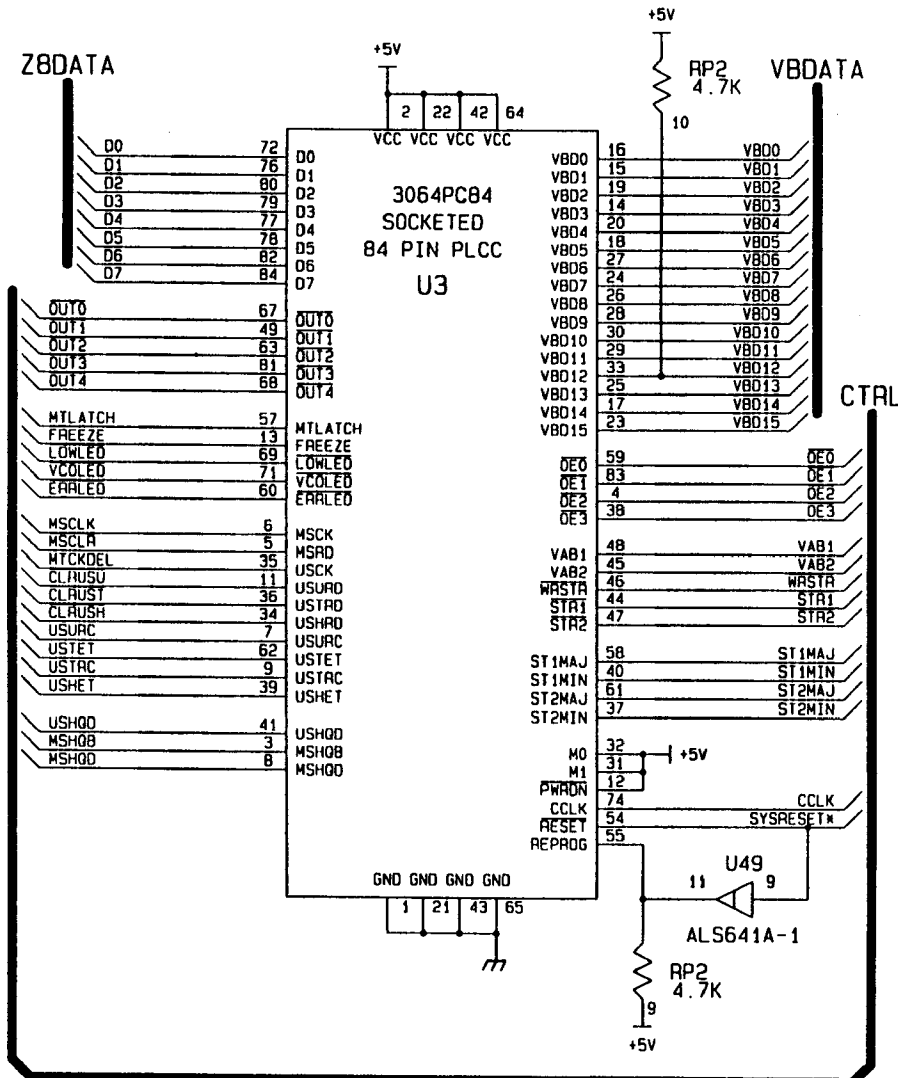 +5V
+5V
Z8DATA
RP2
4.7K
VBDATA
10
2 22 42 64
VCC VCC VCC VCC
3064PC84
SOCKETED
84 PIN PLCC
U3
D0 72 D0
D1 76 D1
D2 80 D2
D3 79 D3
D4 77 D4
D5 78 D5
D6 82 D6
D7 84 D7
OUT0 67 OUT0
OUT1 49 OUT1
OUT2 63 OUT2
OUT3 81 OUT3
OUT4 68 OUT4
MTLATCH 57 MTLATCH
FREEZE 13 FREEZE
LOWLED 69 LOWLED
VCOLED 71 VCOLED
ERRLED 60 ERRLED
MSCLK 6 MSCK
MSCLR 5 MSRD
MTCKDEL 35 USCK
CLRUSU 11 USURD
CLRUST 36 USTRD
CLRUSH 34 USHRD
USURC 7 USURC
USTET 62 USTET
USTRC 9 USTRC
USHET 39 USHET
USHQD 41 USHQD
MSHQB 3 MSHQB
MSHQD 8 MSHQD
VBD0 16 VBD0
VBD1 15 VBD1
VBD2 19 VBD2
VBD3 14 VBD3
VBD4 20 VBD4
VBD5 18 VBD5
VBD6 27 VBD6
VBD7 24 VBD7
VBD8 26 VBD8
VBD9 28 VBD9
VBD10 30 VBD10
VBD11 29 VBD11
VBD12 33 VBD12
VBD13 25 VBD13
VBD14 17 VBD14
VBD15 23 VBD15
CTRL
OE0 59 OE0
OE1 83 OE1
OE2 4 OE2
OE3 38 OE3
VAB1 48 VAB1
VAB2 45 VAB2
WRSTR 46 WRSTR
STR1 44 STR1
STR2 47 STR2
ST1MAJ 58 ST1MAJ
ST1MIN 40 ST1MIN
ST2MAJ 61 ST2MAJ
ST2MIN 37 ST2MIN
M0 32 +5V
M1 31
PWRDN 12
CCLK 74 CCLK
RESET 54 SYSRESET*
REPROG 55
U49
11 9
ALS641A-1
GND GND GND GND
1 21 43 65
RP2
4.7K
9
+5V